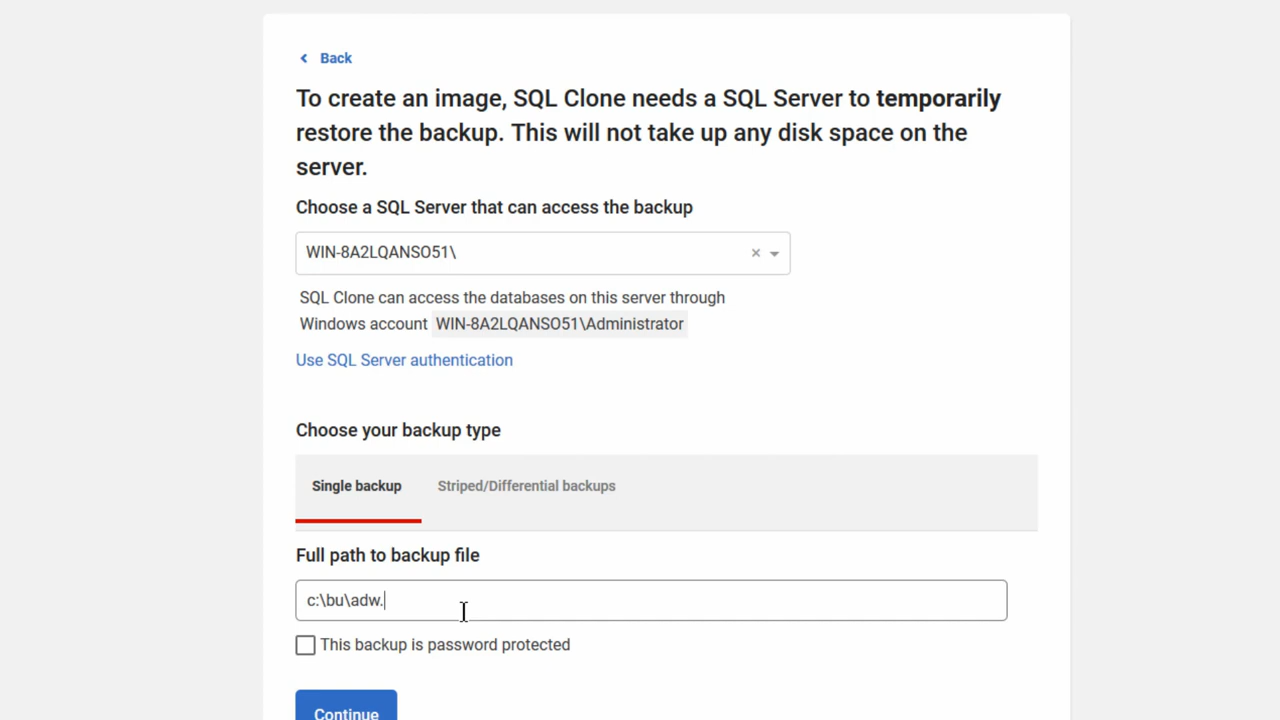 Back
To create an image, SQL Clone needs a SQL Server to temporarily
restore the backup. This will not take up any disk space on the
server.
Choose a SQL Server that can access the backup
WIN-8A2LQANSO51\
SQL Clone can access the databases on this server through
Windows account WIN-8A2LQANSO51\Administrator
Use SQL Server authentication
Choose your backup type
Single backup Striped/Differential backups
Full path to backup file
c:\bu\adw.
This backup is password protected
Continue